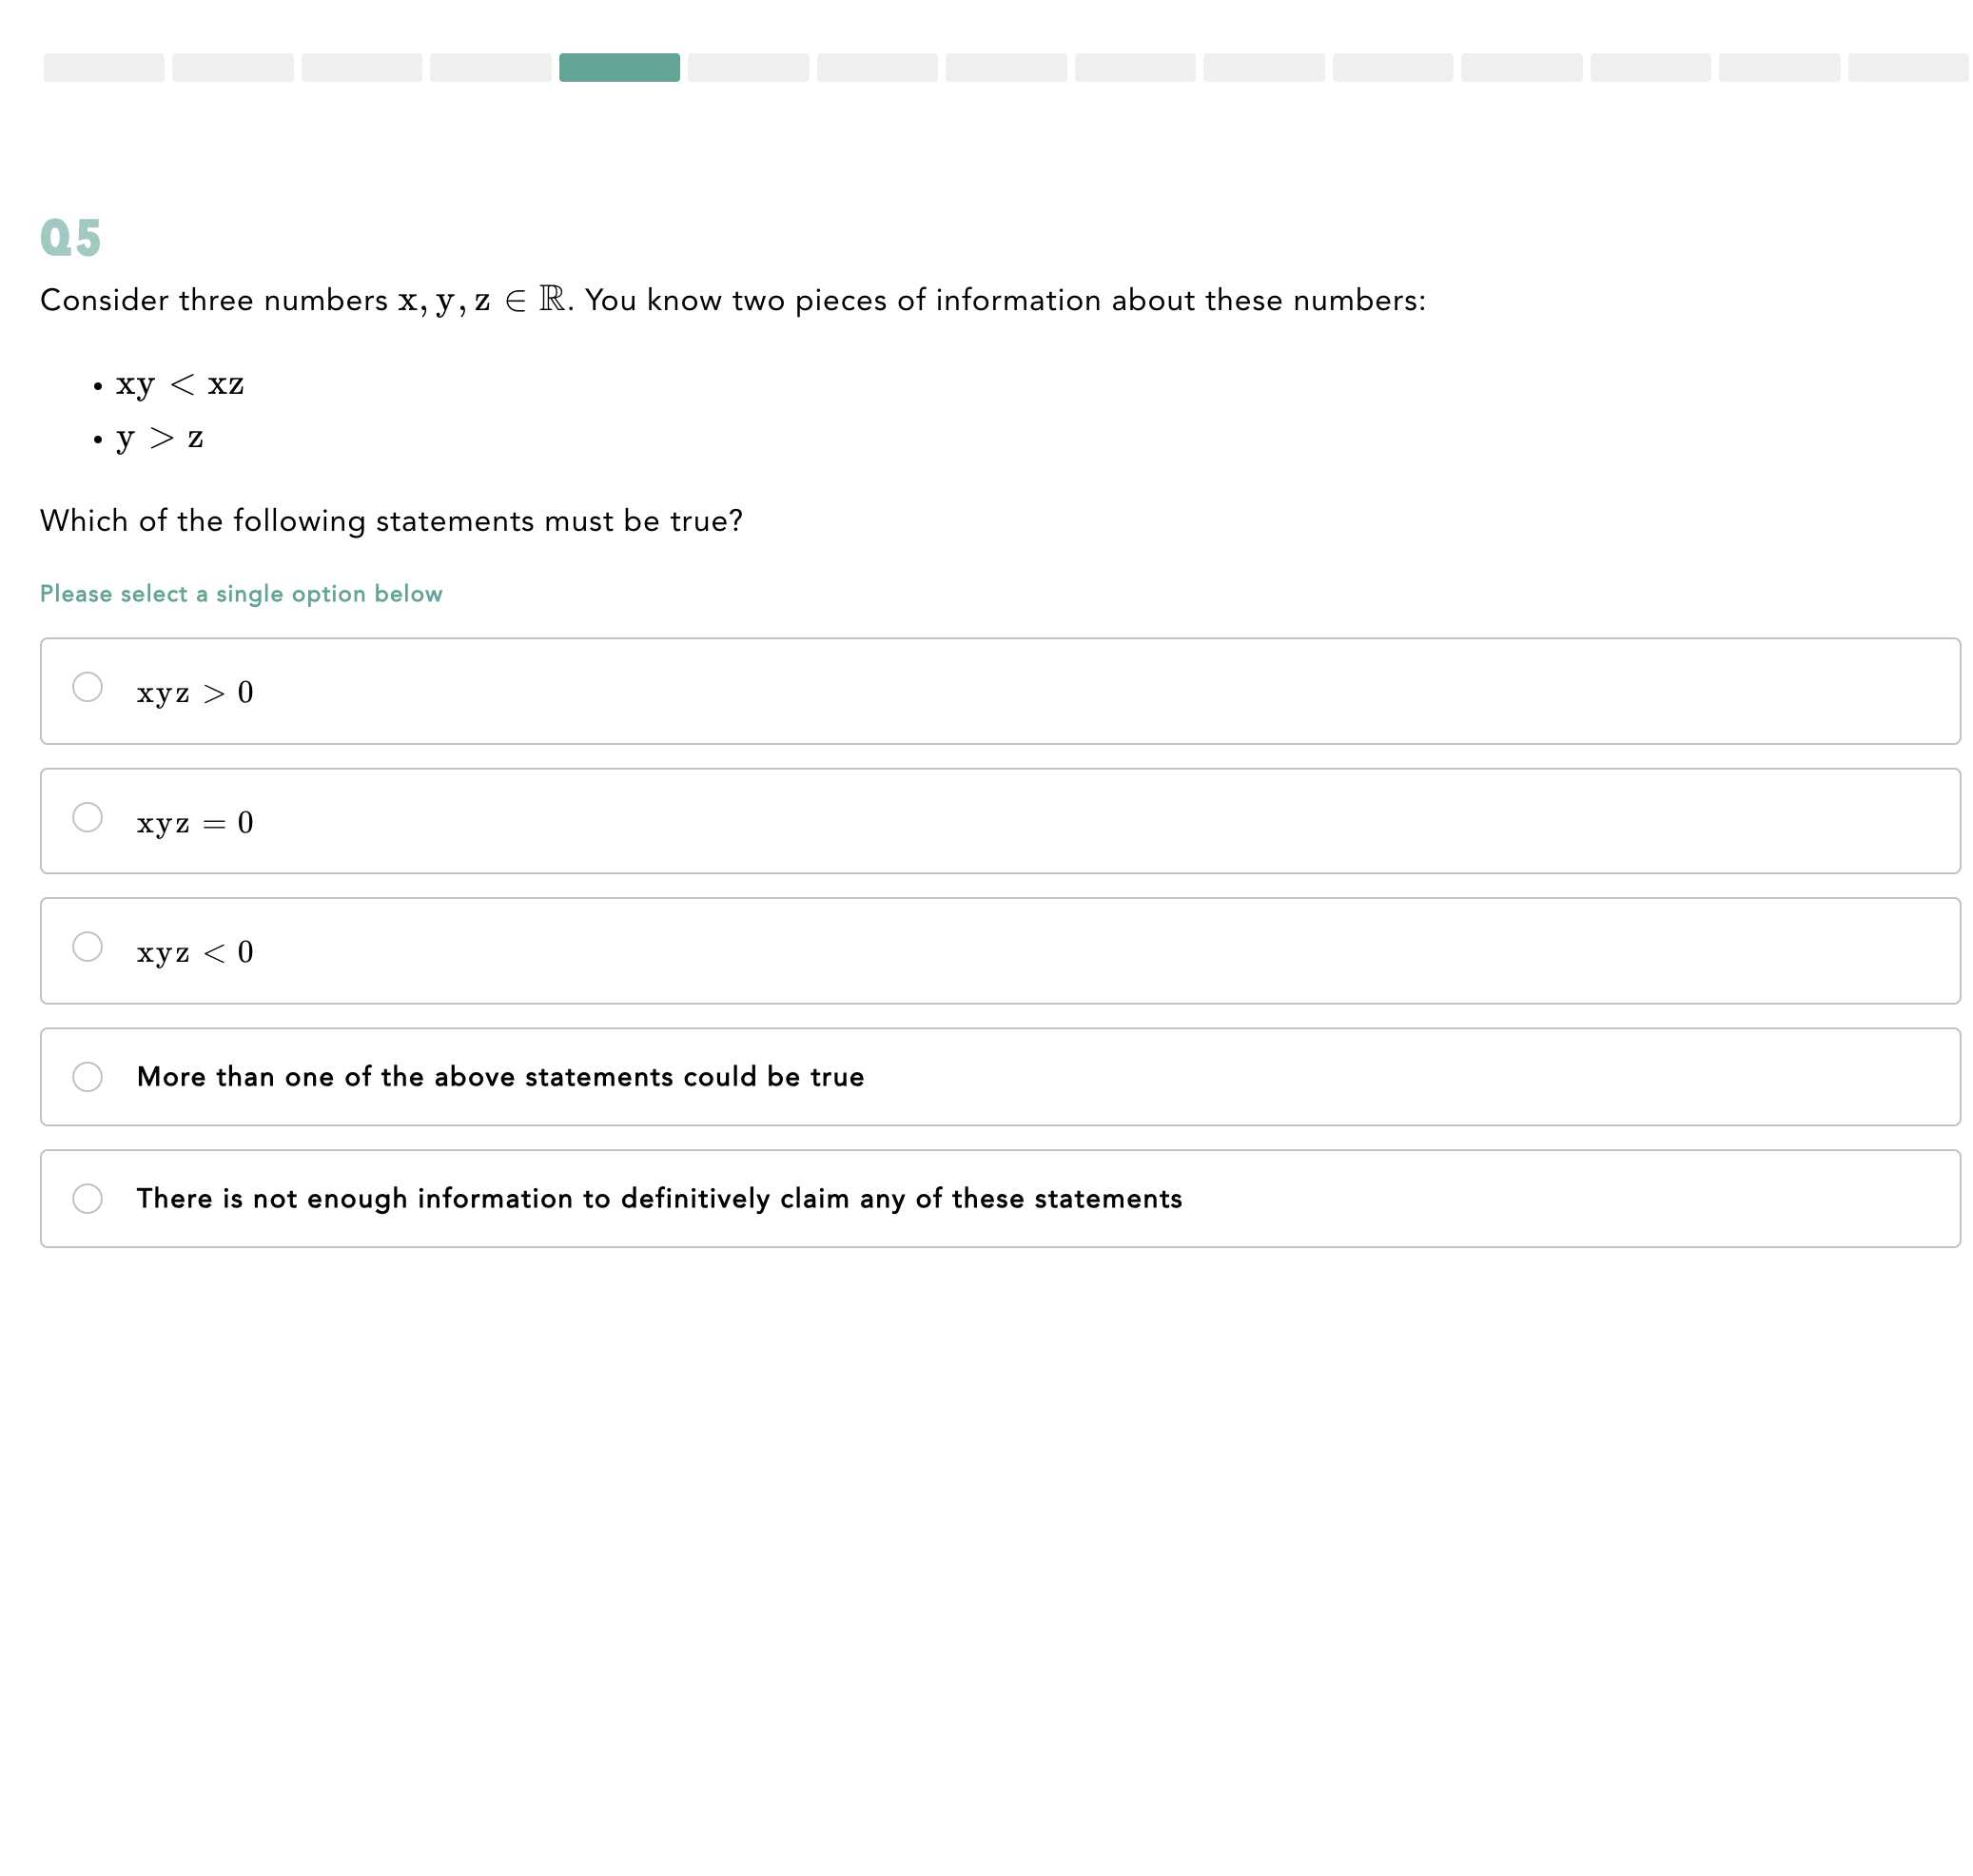 Q5
Consider three numbers x, y, z ∈ ℝ. You know two pieces of information about these numbers:
• xy < xz
• y > z
Which of the following statements must be true?
Please select a single option below
xyz > 0
xyz = 0
xyz < 0
More than one of the above statements could be true
There is not enough information to definitively claim any of these statements